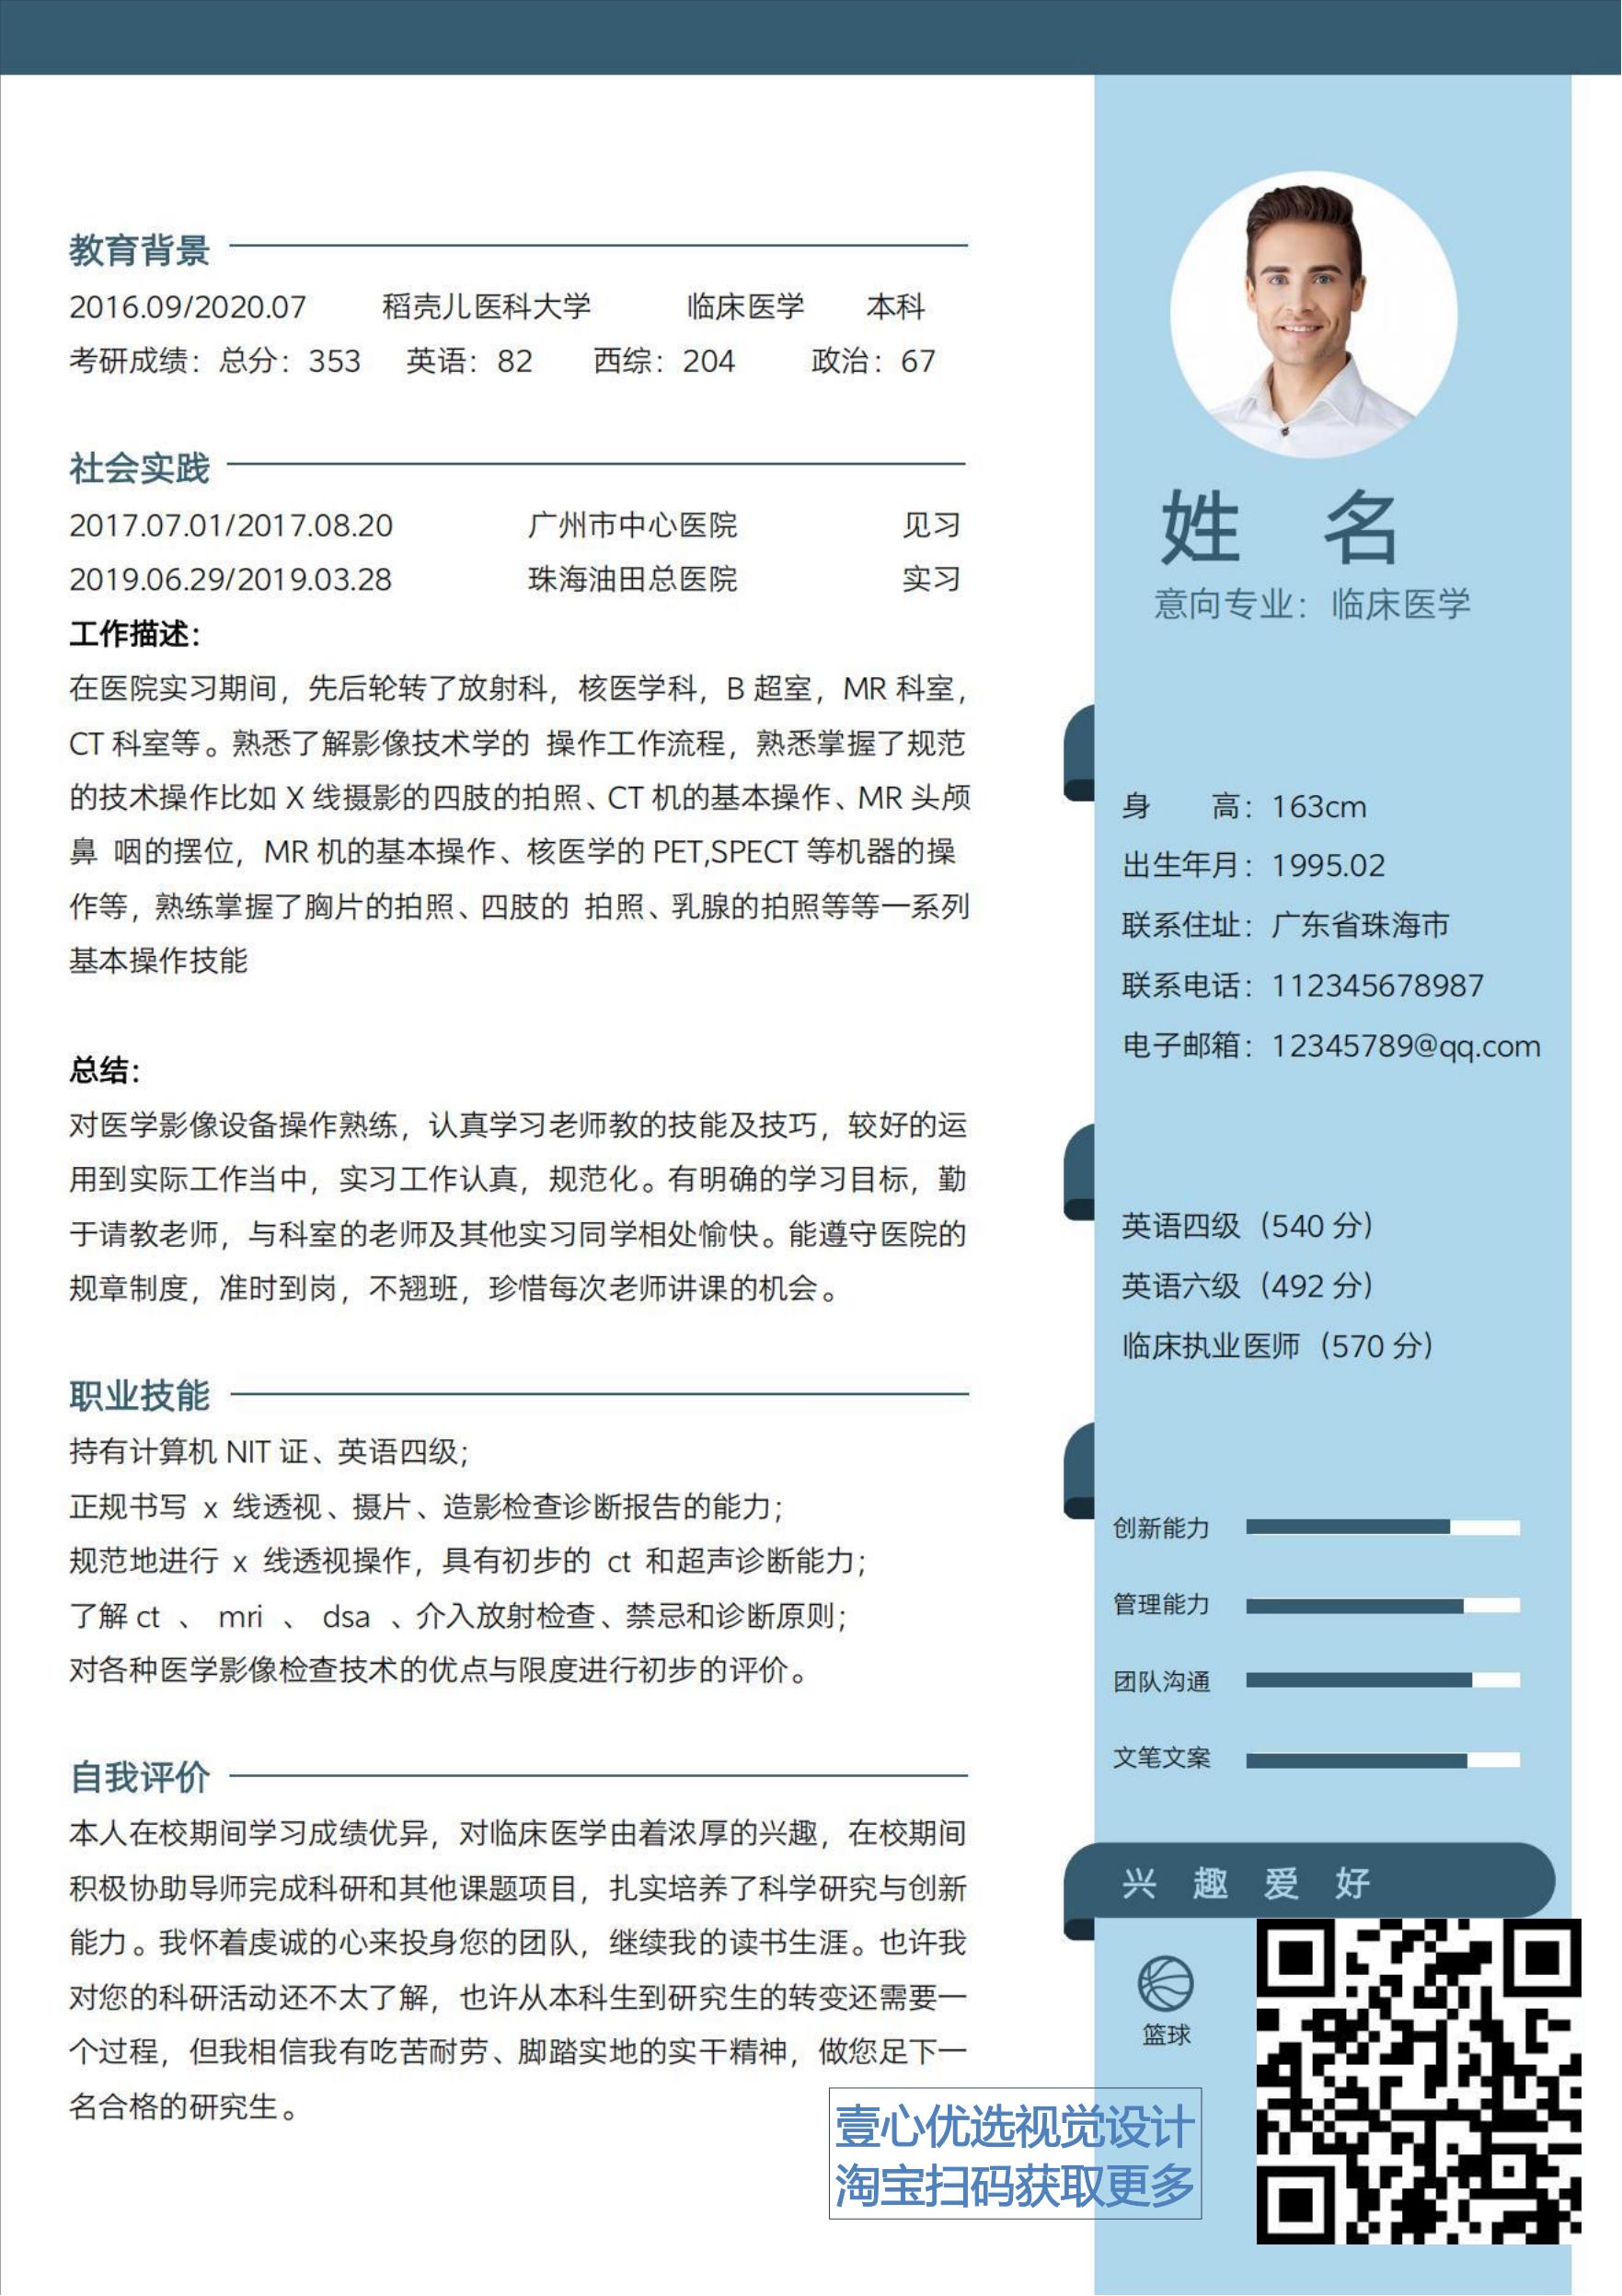 教育背景
2016.09/2020.07 稻壳儿医科大学 临床医学 本科
考研成绩：总分：353 英语：82 西综：204 政治：67
社会实践
2017.07.01/2017.08.20 广州市中心医院 见习
2019.06.29/2019.03.28 珠海油田总医院 实习
工作描述：
在医院实习期间，先后轮转了放射科，核医学科，B 超室，MR 科室，
CT 科室等。熟悉了解影像技术学的 操作工作流程，熟悉掌握了规范
的技术操作比如 X 线摄影的四肢的拍照、CT 机的基本操作、MR 头颅
鼻 咽的摆位，MR 机的基本操作、核医学的 PET,SPECT 等机器的操
作等，熟练掌握了胸片的拍照、四肢的 拍照、乳腺的拍照等等一系列
基本操作技能
总结：
对医学影像设备操作熟练，认真学习老师教的技能及技巧，较好的运
用到实际工作当中，实习工作认真，规范化。有明确的学习目标，勤
于请教老师，与科室的老师及其他实习同学相处愉快。能遵守医院的
规章制度，准时到岗，不翘班，珍惜每次老师讲课的机会。
职业技能
持有计算机 NIT 证、英语四级；
正规书写 x 线透视、摄片、造影检查诊断报告的能力；
规范地进行 x 线透视操作，具有初步的 ct 和超声诊断能力；
了解 ct 、 mri 、 dsa 、介入放射检查、禁忌和诊断原则；
对各种医学影像检查技术的优点与限度进行初步的评价。
自我评价
本人在校期间学习成绩优异，对临床医学由着浓厚的兴趣，在校期间
积极协助导师完成科研和其他课题项目，扎实培养了科学研究与创新
能力。我怀着虔诚的心来投身您的团队，继续我的读书生涯。也许我
对您的科研活动还不太了解，也许从本科生到研究生的转变还需要一
个过程，但我相信我有吃苦耐劳、脚踏实地的实干精神，做您足下一
名合格的研究生。
姓 名
意向专业：临床医学
身 高：163cm
出生年月：1995.02
联系住址：广东省珠海市
联系电话：112345678987
电子邮箱：12345789@qq.com
英语四级（540 分）
英语六级（492 分）
临床执业医师（570 分）
创新能力
管理能力
团队沟通
文笔文案
兴 趣 爱 好
篮球
壹心优选视觉设计
淘宝扫码获取更多